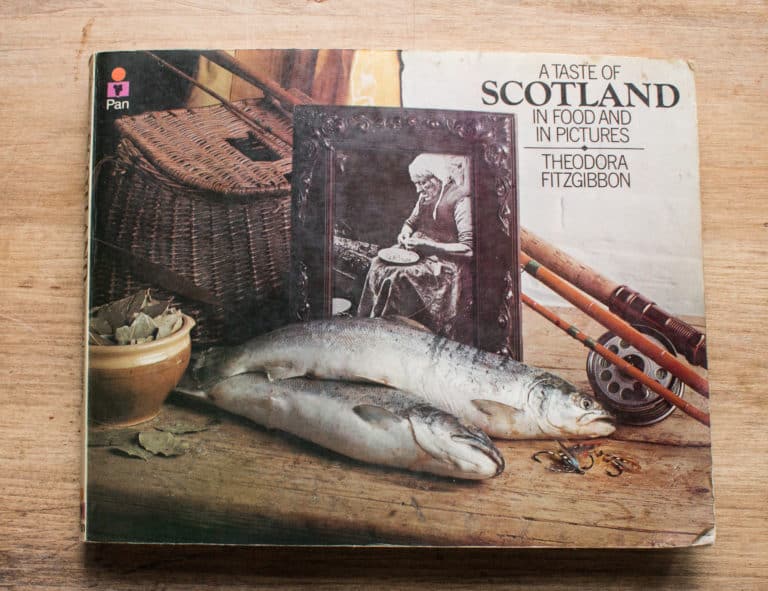 Pan
A TASTE OF
SCOTLAND
IN FOOD AND
IN PICTURES
THEODORA
FITZGIBBON